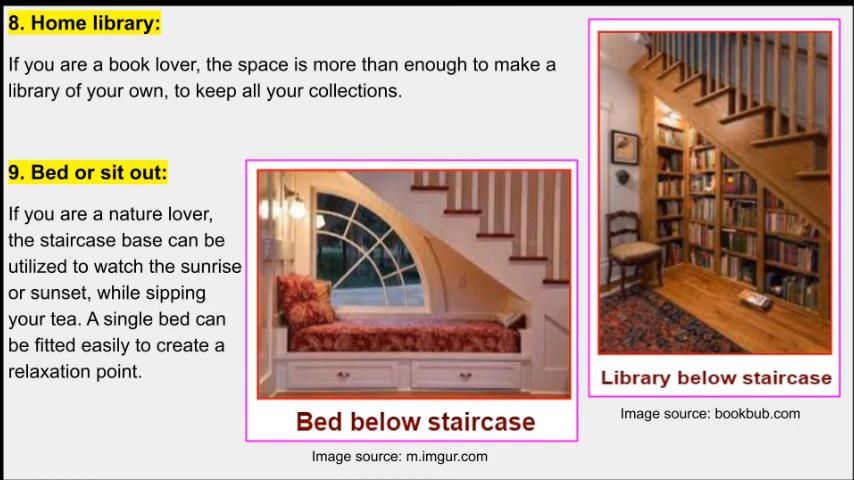 8. Home library:
If you are a book lover, the space is more than enough to make a
library of your own, to keep all your collections.
9. Bed or sit out:
If you are a nature lover,
the staircase base can be
utilized to watch the sunrise
or sunset, while sipping
your tea. A single bed can
be fitted easily to create a
relaxation point.
Bed below staircase
Image source: m.imgur.com
Library below staircase
Image source: bookbub.com